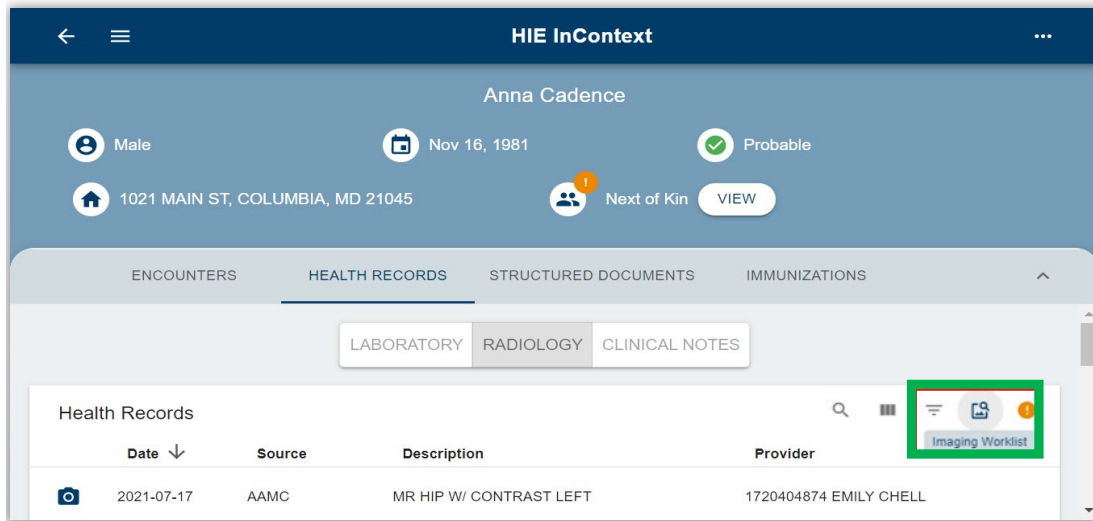 HIE InContext
Anna Cadence
Male
Nov 16, 1981
Probable
1021 MAIN ST, COLUMBIA, MD 21045
! Next of Kin VIEW
ENCOUNTERS HEALTH RECORDS STRUCTURED DOCUMENTS IMMUNIZATIONS
LABORATORY RADIOLOGY CLINICAL NOTES
Health Records
Imaging Worklist
Date Source Description Provider
2021-07-17 AAMC MR HIP W/ CONTRAST LEFT 1720404874 EMILY CHELL